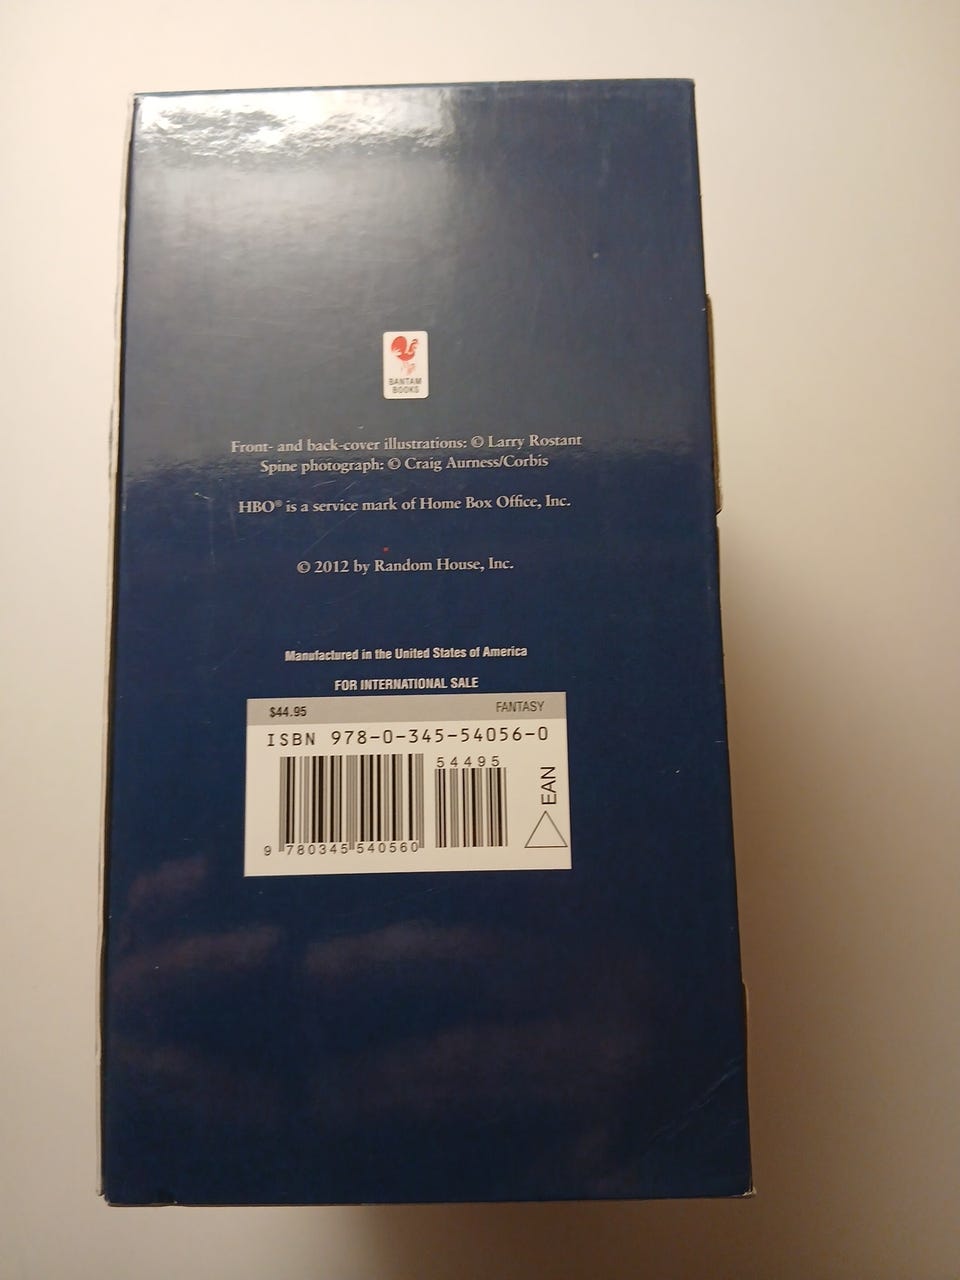 BANTAM
BOOKS
Front- and back-cover illustrations: © Larry Rostant
Spine photograph: © Craig Aurness/Corbis
HBO® is a service mark of Home Box Office, Inc.
© 2012 by Random House, Inc.
Manufactured in the United States of America
FOR INTERNATIONAL SALE
$44.95 FANTASY
ISBN 978-0-345-54056-0
54495
EAN
9 780345 540560